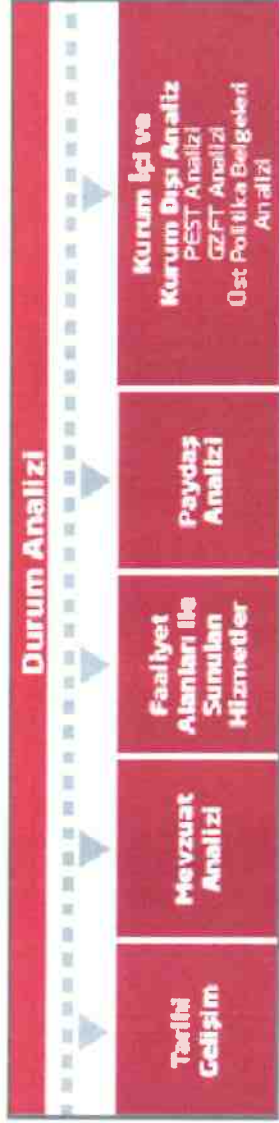 Durum Analizi
Tarihi
Gelişim
Mevzuat
Analizi
Faaliyet
Alanları ile
Sunulan
Hizmetler
Paydaş
Analizi
Kurum İçi ve
Kurum Dışı Analiz
PEST Analizi
GZFT Analizi
Üst Politika Belgeleri
Analizi